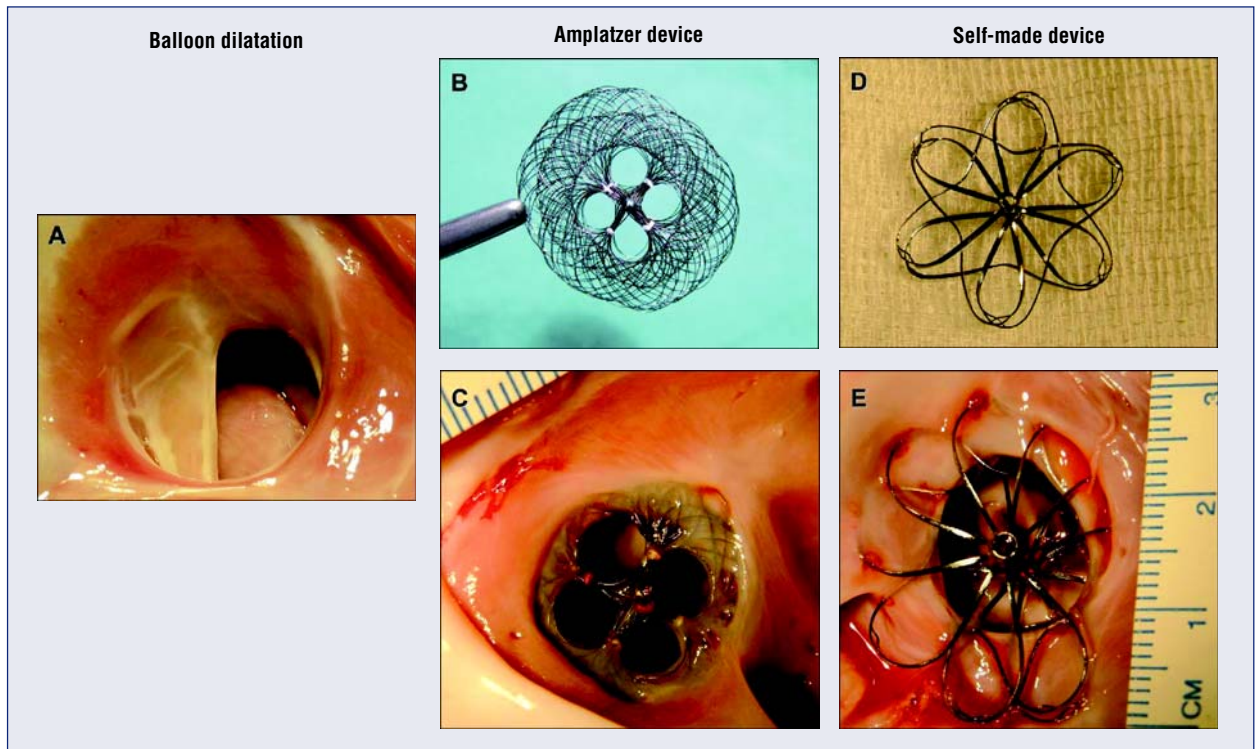 Balloon dilatation
Amplatzer device
Self-made device
A
B
C
D
E
3
2
1
CM